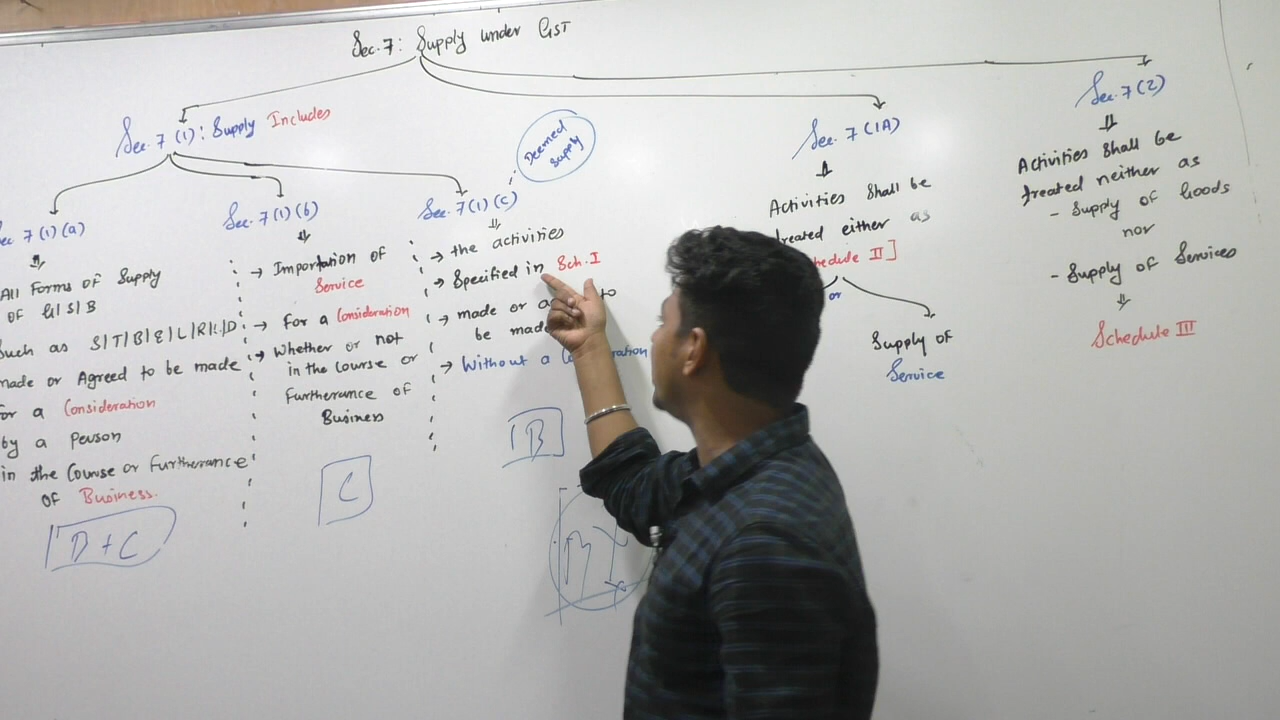 Sec.7: Supply under GST
Sec. 7 (1): Supply Includes
Deemed
Supply
Sec 7 (1) (a)
All Forms of Supply
of G/S/B
Such as S/T/B/E/L/R/L/D
made or Agreed to be made
for a Consideration
by a Person
in the Course or Furtherance
of Business.
B + C
Sec. 7 (1) (b)
→ Importation of
Service
→ For a Consideration
→ Whether or not
in the Course or
Furtherance of
Business
C
Sec. 7 (1) (c)
→ the activities
→ Specified in Sch. I
→ made or a to
be made
→ Without a Consideration
B
B
Sec. 7 (1A)
Activities Shall be
treated either as
Schedule II]
or
Supply of
Service
Sec. 7 (2)
Activities Shall be
treated neither as
- Supply of Goods
nor
- Supply of Services
Schedule III